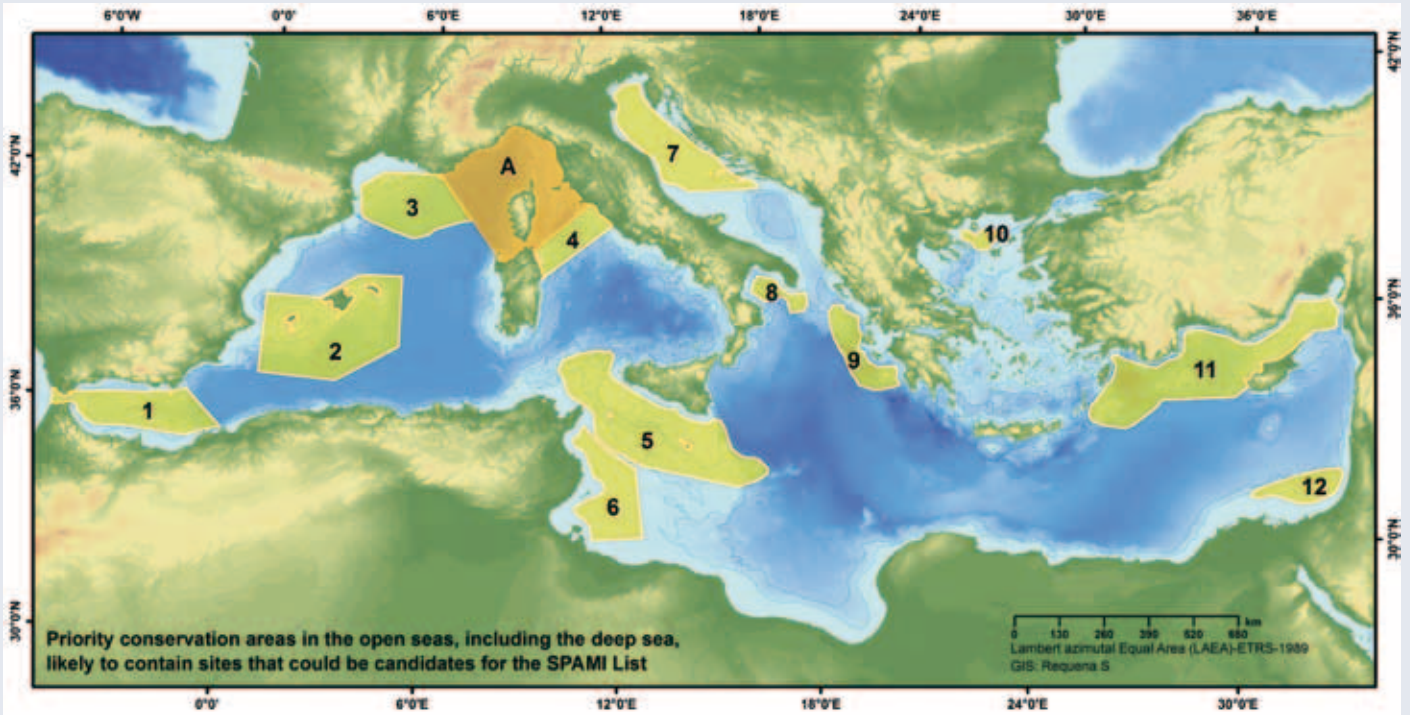 6°0'W 0°0' 6°0'E 12°0'E 18°0'E 24°0'E 30°0'E 36°0'E
42°0'N
42°0'N
A
7
3
10
4
8
36°0'N
2
9
11
36°0'N
1
5
12
6
30°0'N
30°0'N
Priority conservation areas in the open seas, including the deep sea,
likely to contain sites that could be candidates for the SPAMI List
km
0 130 260 390 520 650
Lambert azimutal Equal Area (LAEA)-ETRS-1989
GIS: Requena S
0°0' 6°0'E 12°0'E 18°0'E 24°0'E 30°0'E